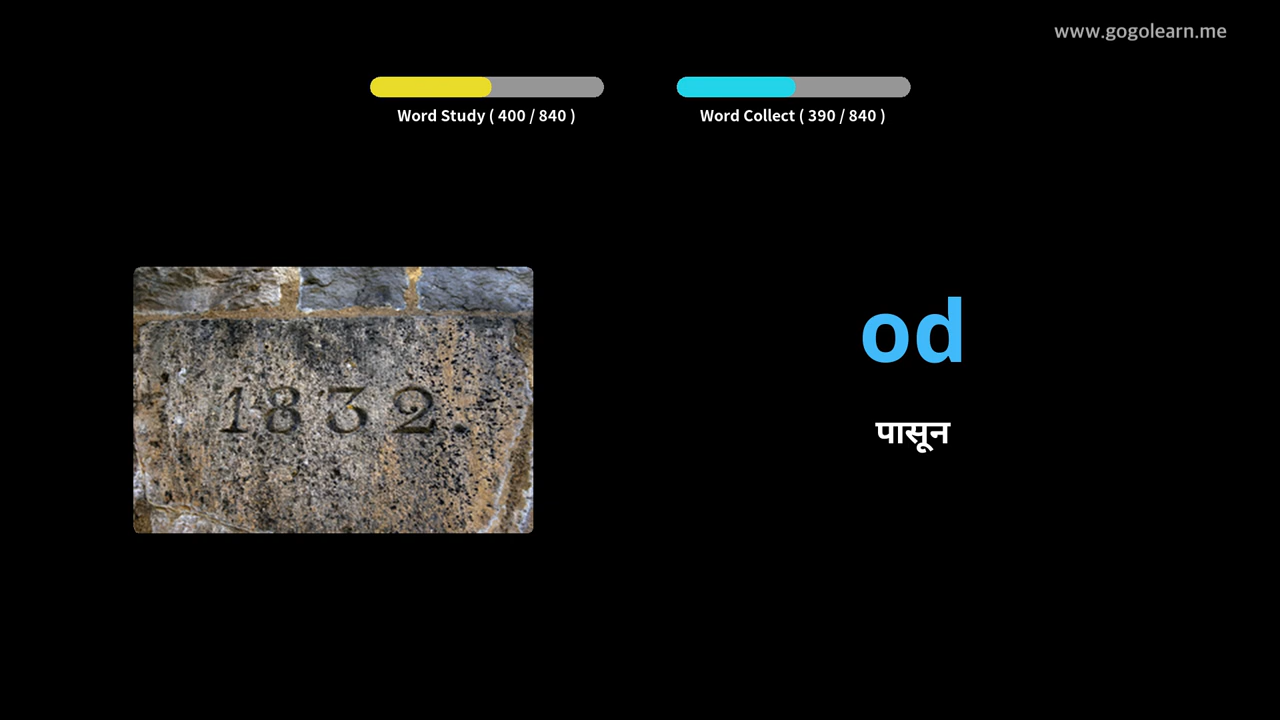 www.gogolearn.me
Word Study ( 400 / 840 )
Word Collect ( 390 / 840 )
1832.
od
पासून